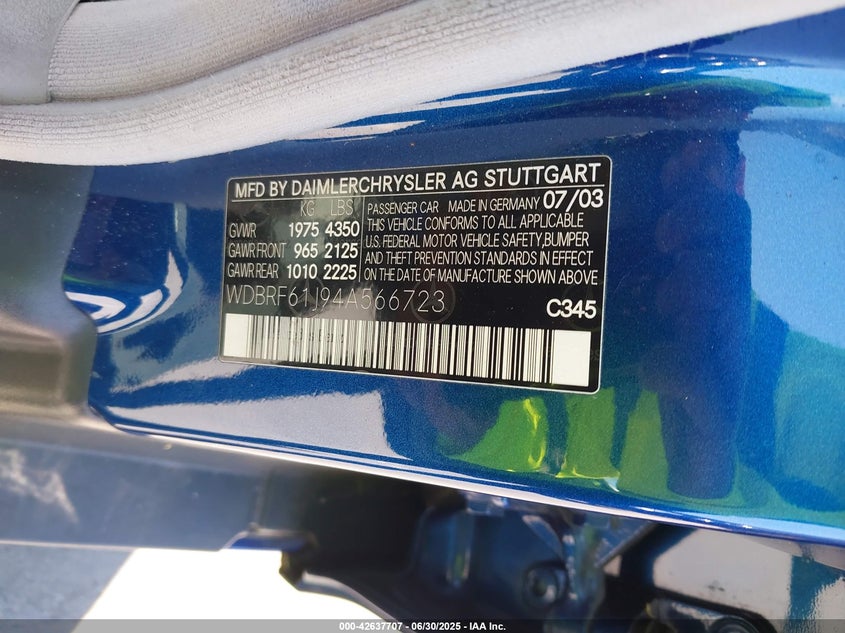 MFD BY DAIMLERCHRYSLER AG STUTTGART
KG LBS
GVWR 1975 4350
GAWR FRONT 965 2125
GAWR REAR 1010 2225
PASSENGER CAR MADE IN GERMANY 07/03
THIS VEHICLE CONFORMS TO ALL APPLICABLE
U.S. FEDERAL MOTOR VEHICLE SAFETY,BUMPER
AND THEFT PREVENTION STANDARDS IN EFFECT
ON THE DATE OF MANUFACTURE SHOWN ABOVE
WDBRF61J94A566723
C345
000-42637707 - 06/30/2025 - IAA Inc.